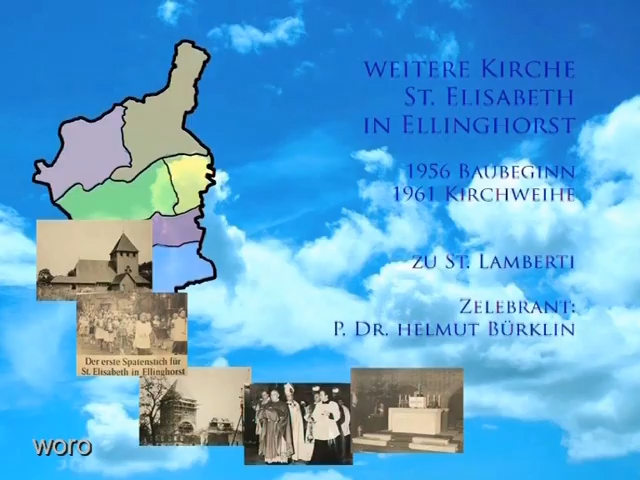 WEITERE KIRCHE
ST. ELISABETH
IN ELLINGHORST
1956 BAUBEGINN
1961 KIRCHWEIHE
ZU ST. LAMBERTI
ZELEBRANT:
P. DR. HELMUT BÜRKLIN
Der erste Spatenstich für
St. Elisabeth in Ellinghorst
woro